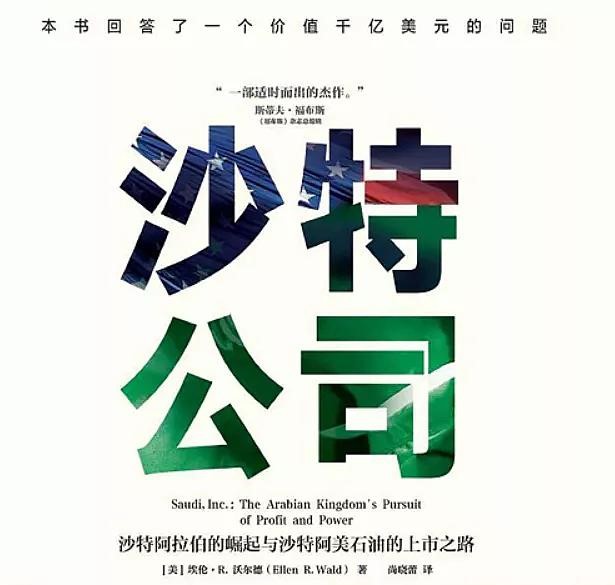 本书回答了一个价值千亿美元的问题
“一部适时而出的杰作。”
斯蒂夫·福布斯
《福布斯》杂志总编辑
沙特
公司
Saudi, Inc.: The Arabian Kingdom's Pursuit
of Profit and Power
沙特阿拉伯的崛起与沙特阿美石油的上市之路
[美] 埃伦·R. 沃尔德 (Ellen R. Wald) 著 尚晓蕾 译